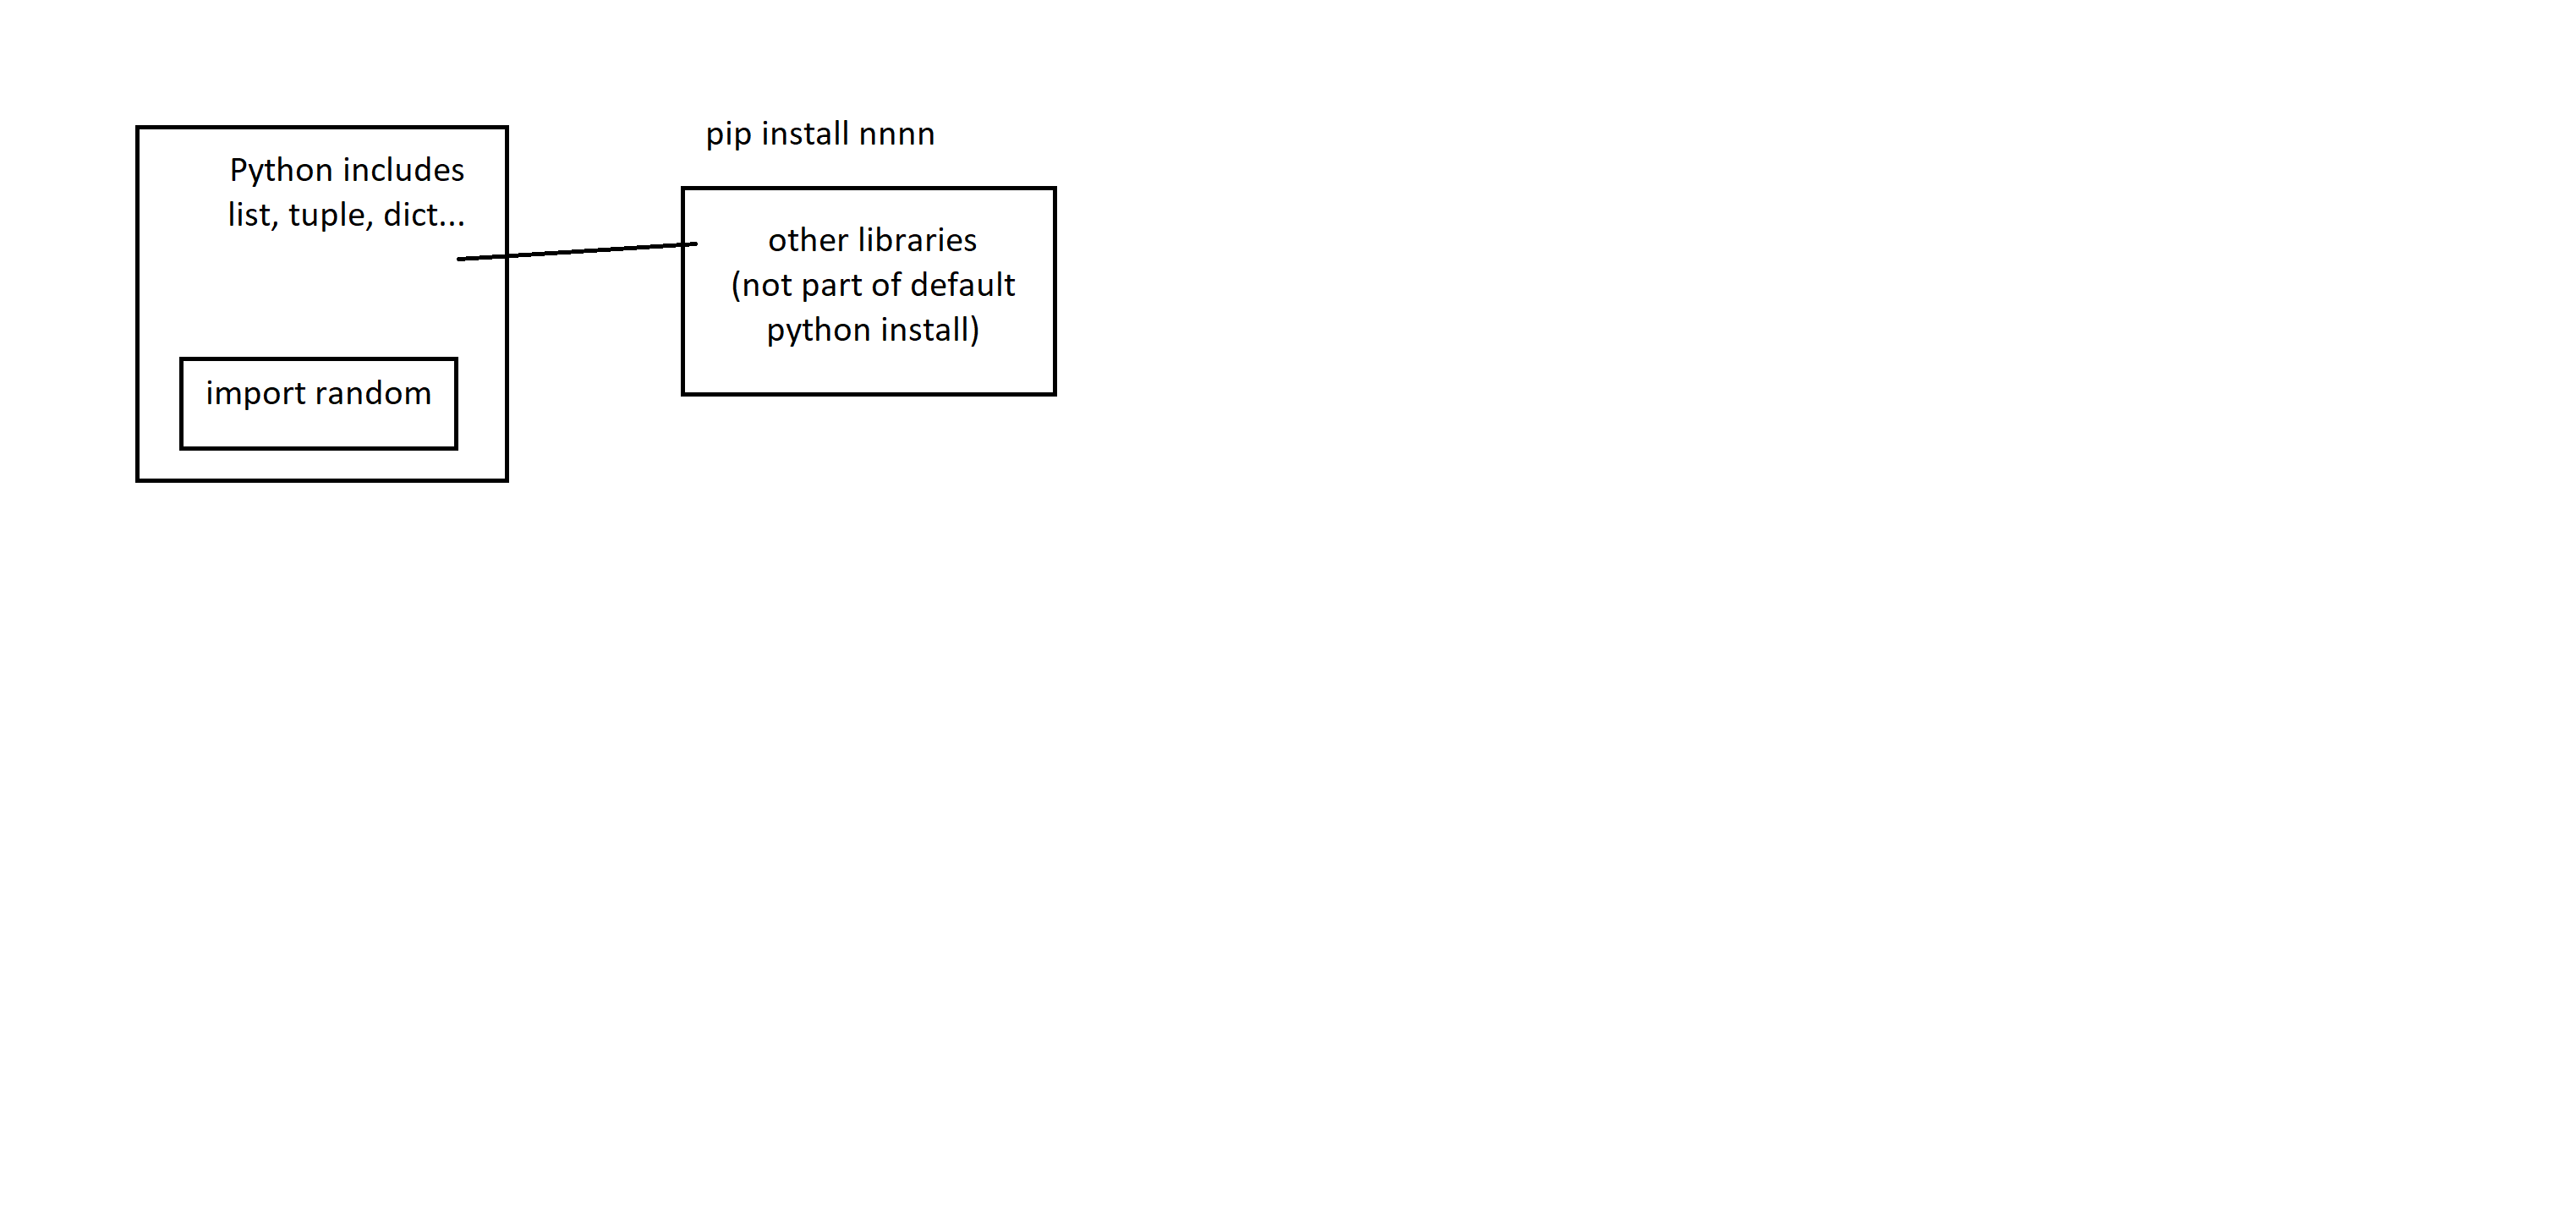 Python includes
list, tuple, dict...
import random
pip install nnnn
other libraries
(not part of default
python install)